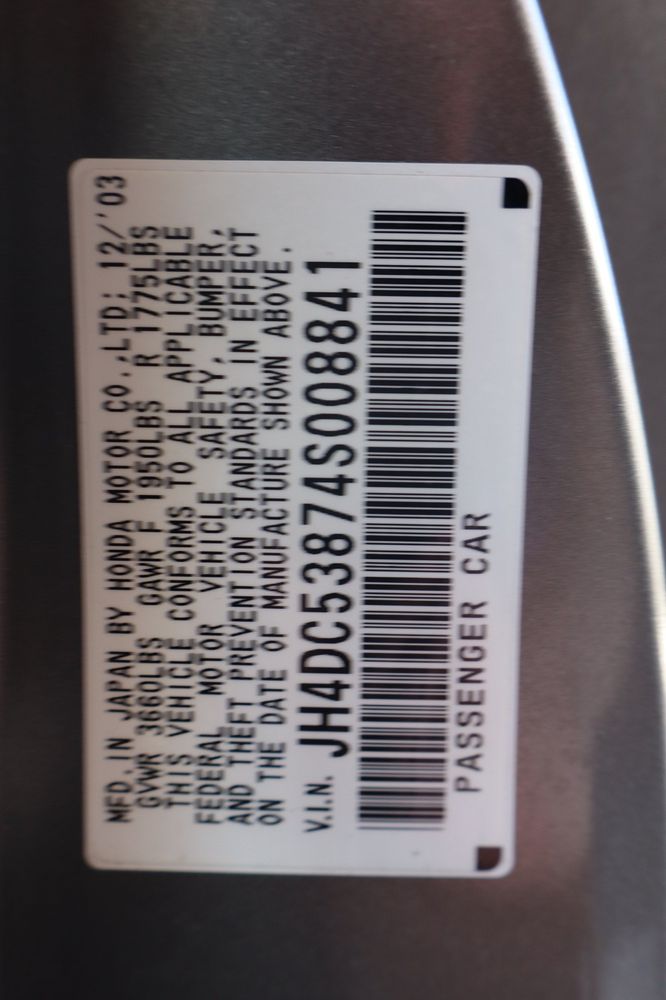 MFD. IN JAPAN BY HONDA MOTOR CO.,LTD; 12/'03
GVWR 3660LBS GAWR F 1950LBS R 1775LBS
THIS VEHICLE CONFORMS TO ALL APPLICABLE
FEDERAL MOTOR VEHICLE SAFETY, BUMPER,
AND THEFT PREVENTION STANDARDS IN EFFECT
ON THE DATE OF MANUFACTURE SHOWN ABOVE.
V.I.N. JH4DC53874S008841
PASSENGER CAR